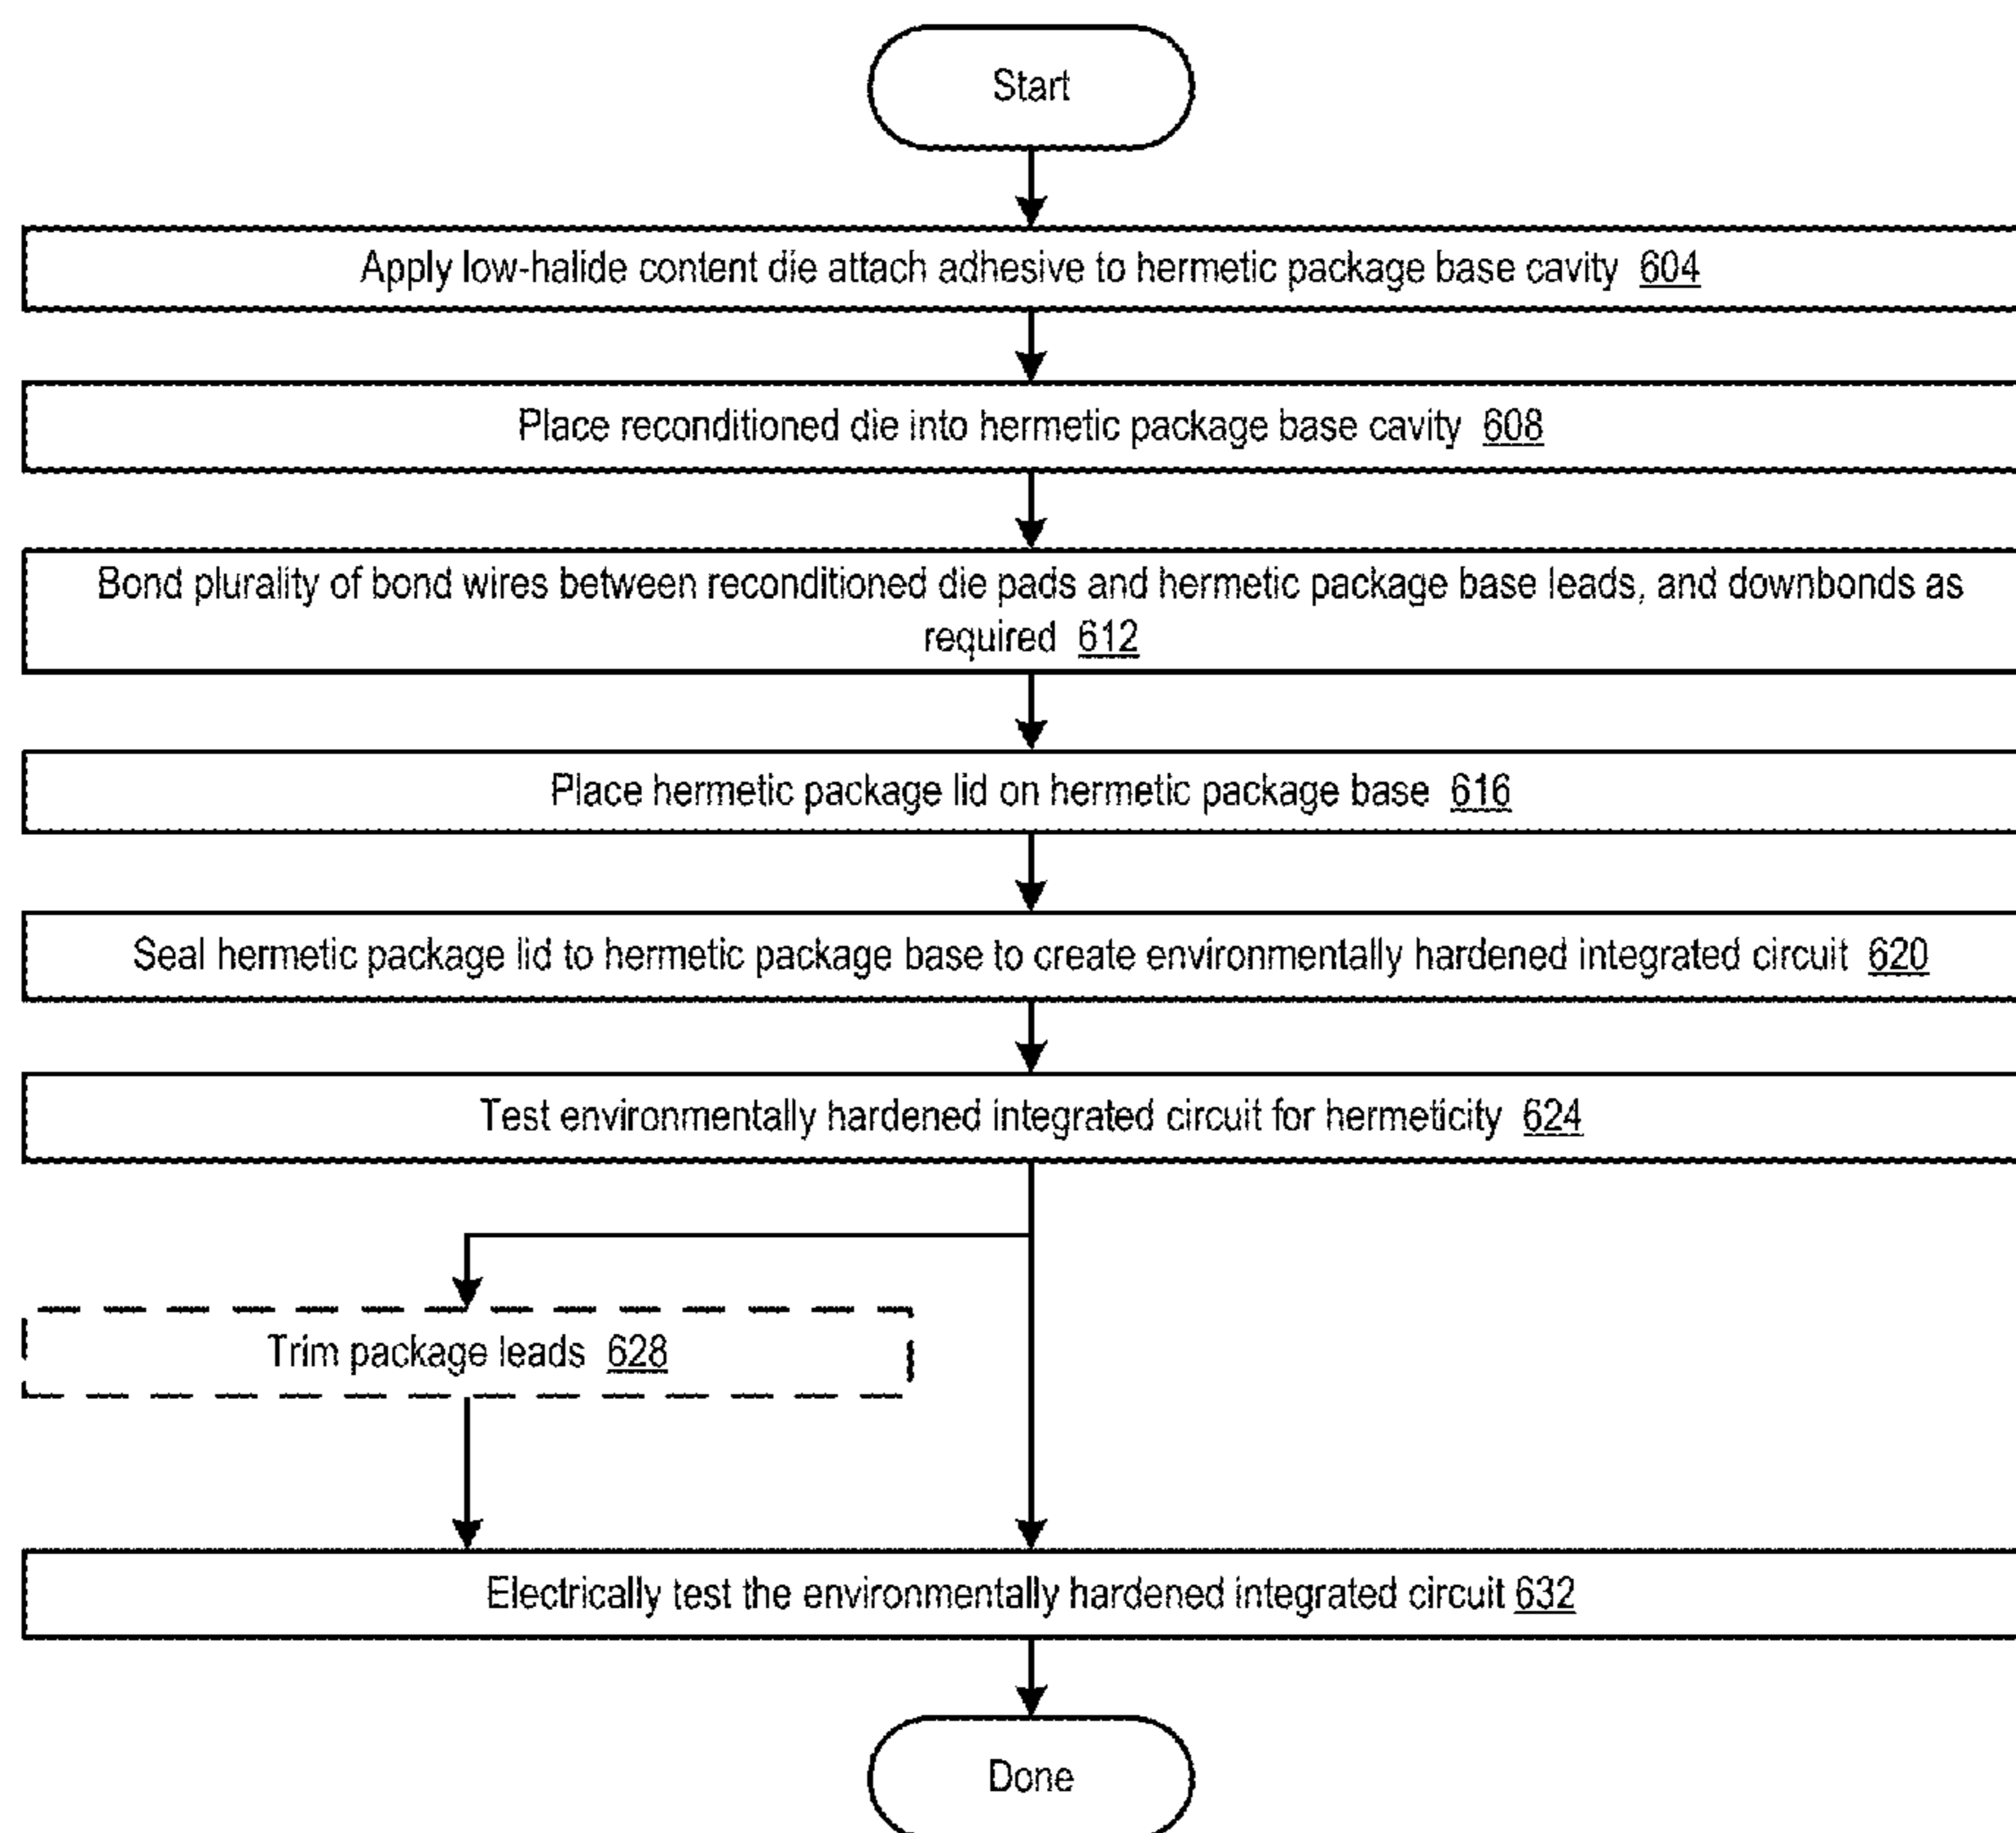 Start
Apply low-halide content die attach adhesive to hermetic package base cavity 604
Place reconditioned die into hermetic package base cavity 608
Bond plurality of bond wires between reconditioned die pads and hermetic package base leads, and downbonds as
required 612
Place hermetic package lid on hermetic package base 616
Seal hermetic package lid to hermetic package base to create environmentally hardened integrated circuit 620
Test environmentally hardened integrated circuit for hermeticity 624
Trim package leads 628
Electrically test the environmentally hardened integrated circuit 632
Done